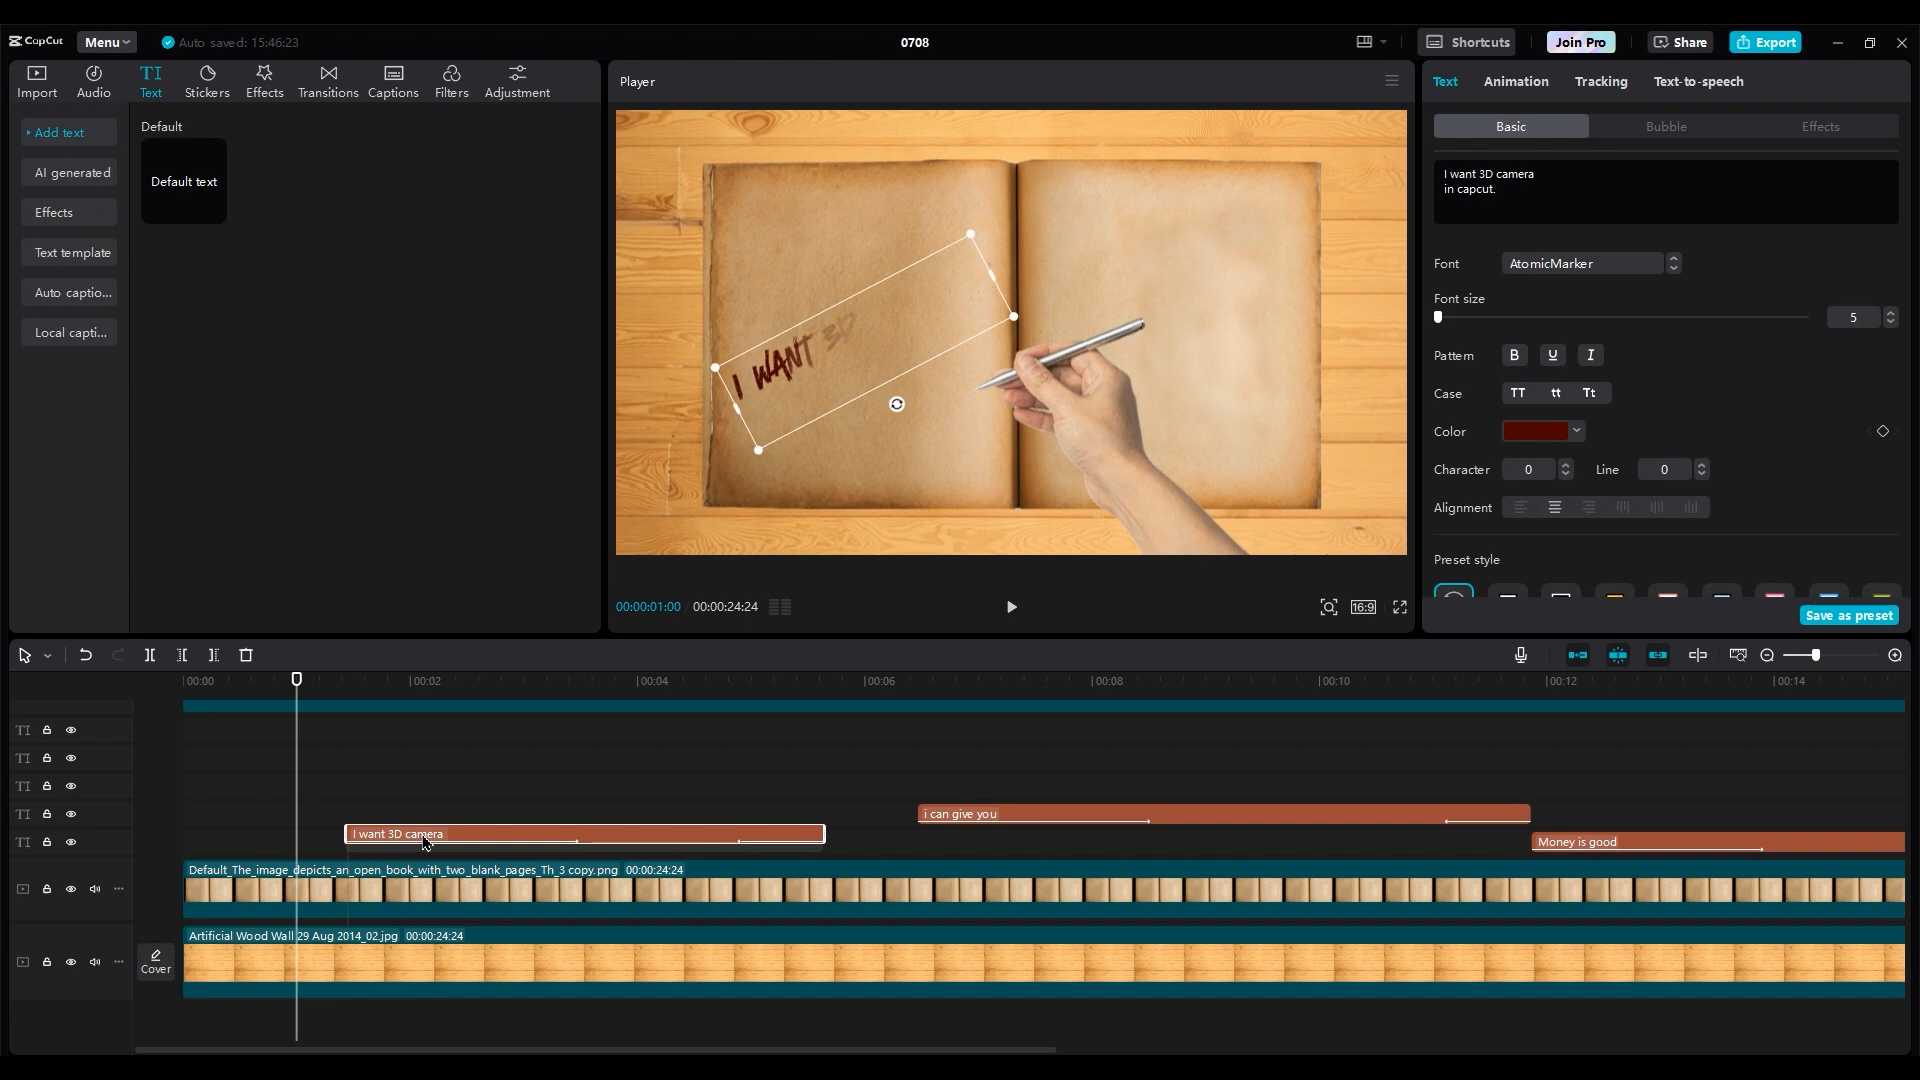 CapCut
Menu
Auto saved: 15:46:23
0708
Shortcuts
Join Pro
Share
Export
Import
Audio
TI
Text
Stickers
Effects
Transitions
Captions
Filters
Adjustment
Add text
AI generated
Effects
Text template
Auto captio...
Local capti...
Default
Default text
Player
I WANT 3D
00:00:01:00
00:00:24:24
16:9
Text
Animation
Tracking
Text-to-speech
Basic
Bubble
Effects
I want 3D camera
in capcut.
Font
AtomicMarker
Font size
5
Pattern
B
U
I
Case
TT
tt
Tt
Color
Character
0
Line
0
Alignment
Preset style
Save as preset
00:00
00:02
00:04
00:06
00:08
00:10
00:12
00:14
TI
TI
TI
TI
i can give you
TI
I want 3D camera
Money is good
Default_The_image_depicts_an_open_book_with_two_blank_pages_Th_3 copy.png 00:00:24:24
Artificial Wood Wall 29 Aug 2014_02.jpg 00:00:24:24
Cover